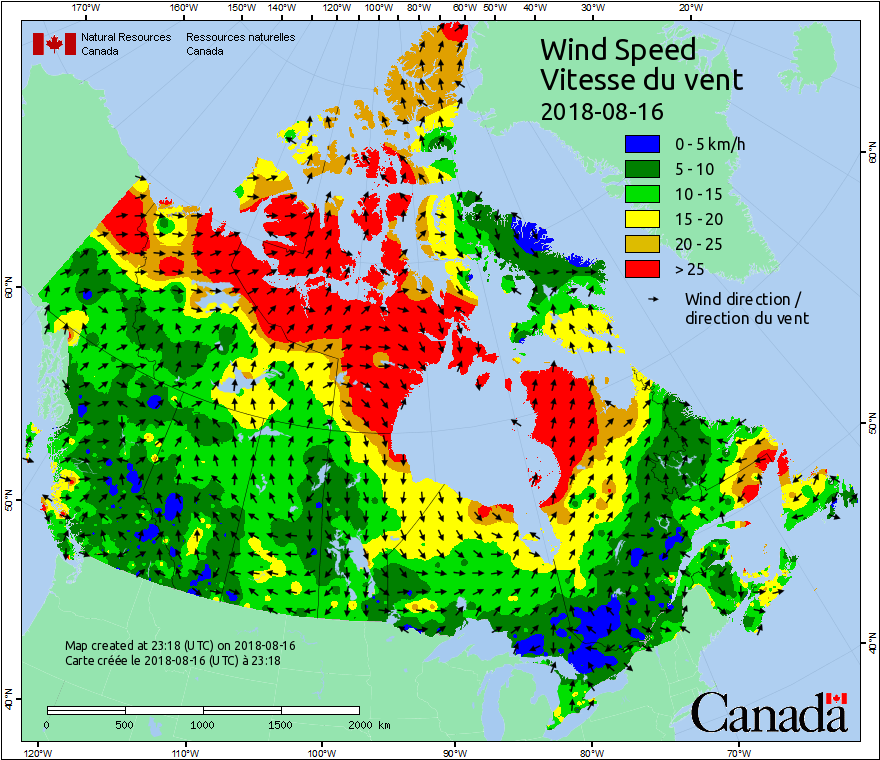 170°W 160°W 150°W 140°W 130°W 120°W 110°W 100°W 90°W 80°W 60°W 50°W 40°W 30°W 20°W
Natural Resources Ressources naturelles
Canada Canada
Wind Speed
Vitesse du vent
2018-08-16
0 - 5 km/h
5 - 10
10 - 15
15 - 20
20 - 25
> 25
Wind direction /
direction du vent
60°N
60°N
50°N
50°N
40°N
40°N
Map created at 23:18 (UTC) on 2018-08-16
Carte créée le 2018-08-16 (UTC) à 23:18
0 500 1000 1500 2000 km
Canada
120°W 110°W 100°W 90°W 80°W 70°W